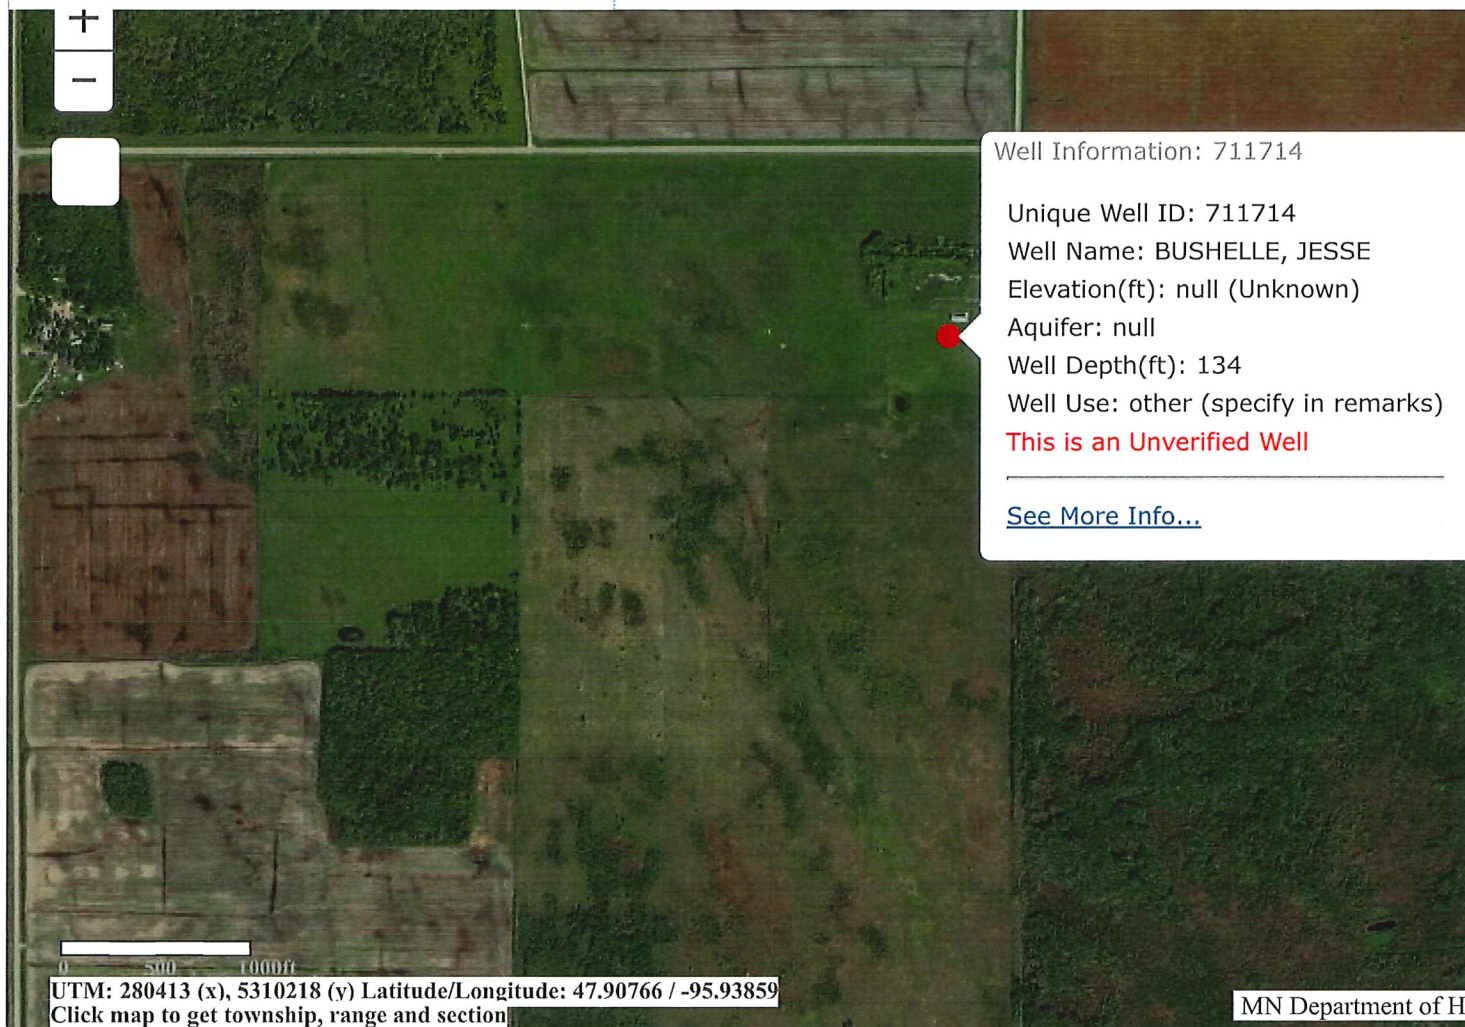 +
−
Well Information: 711714
Unique Well ID: 711714
Well Name: BUSHELLE, JESSE
Elevation(ft): null (Unknown)
Aquifer: null
Well Depth(ft): 134
Well Use: other (specify in remarks)
This is an Unverified Well
See More Info...
0 500 1000ft
UTM: 280413 (x), 5310218 (y) Latitude/Longitude: 47.90766 / -95.93859
Click map to get township, range and section
MN Department of H